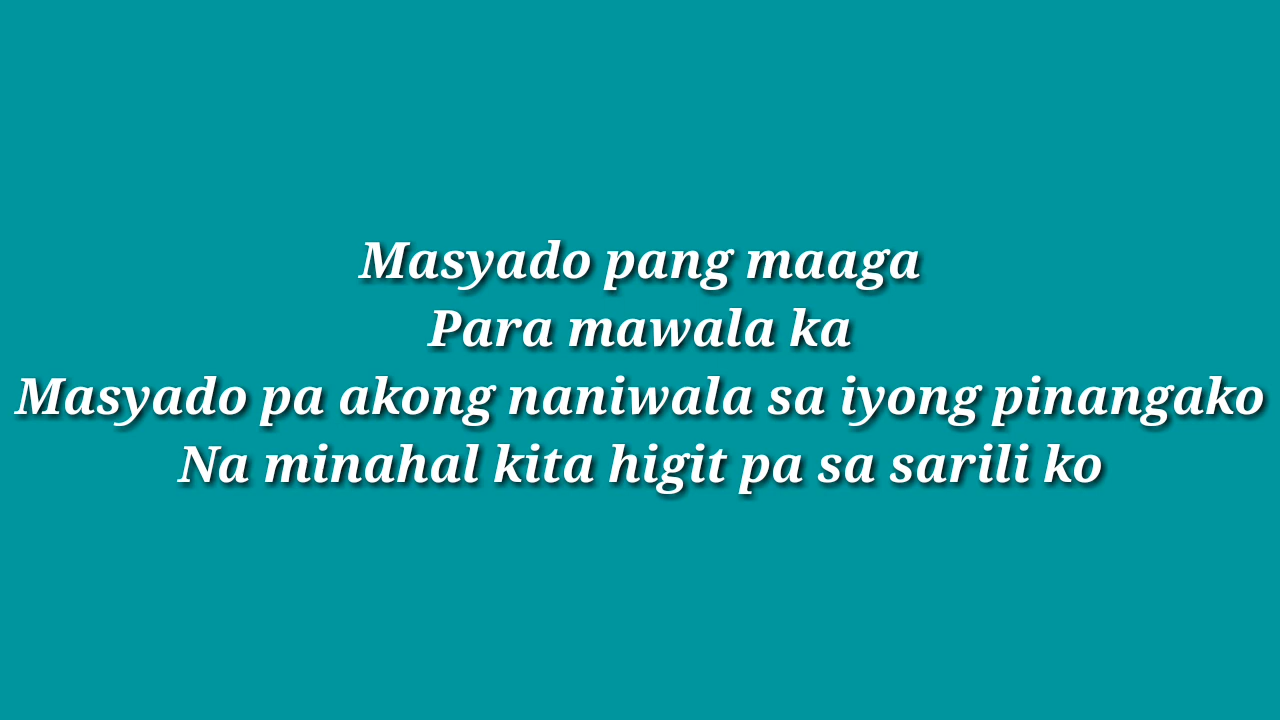 Masyado pang maaga
Para mawala ka
Masyado pa akong naniwala sa iyong pinangako
Na minahal kita higit pa sa sarili ko